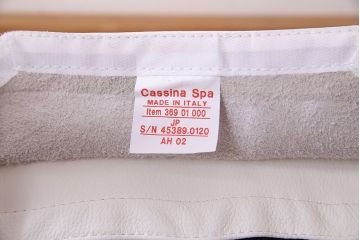 Cassina Spa
MADE IN ITALY
Item 369 01 000
JP
S/N 45389.0120
AH 02